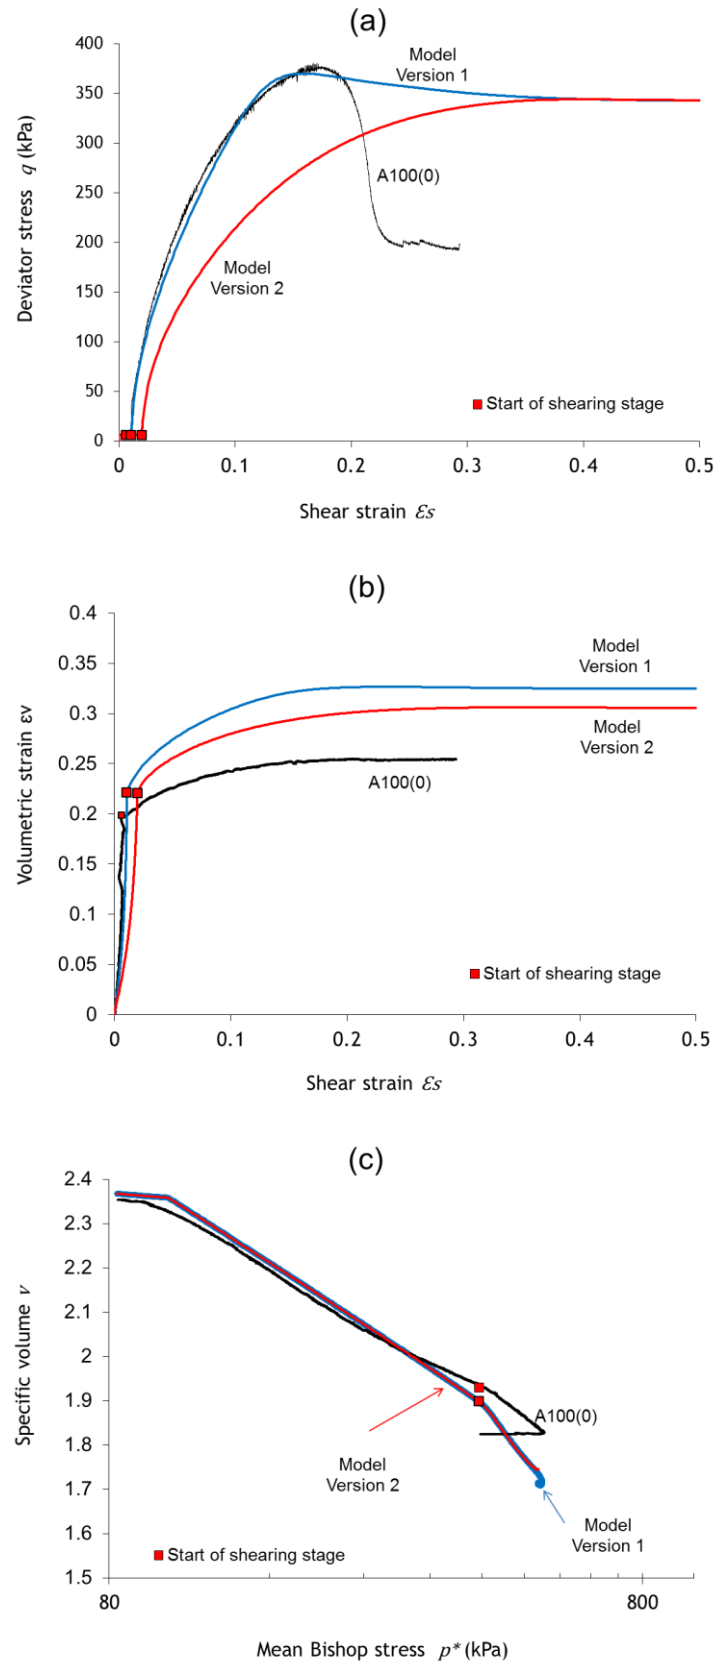 (a)
400
350
300
250
200
150
100
50
0
Deviator stress q (kPa)
Model
Version 1
A100(0)
Model
Version 2
Start of shearing stage
0 0.1 0.2 0.3 0.4 0.5
Shear strain Ɛs
(b)
0.4
0.35
0.3
0.25
0.2
0.15
0.1
0.05
0
Volumetric strain εv
Model
Version 1
Model
Version 2
A100(0)
Start of shearing stage
0 0.1 0.2 0.3 0.4 0.5
Shear strain Ɛs
(c)
2.4
2.3
2.2
2.1
2
1.9
1.8
1.7
1.6
1.5
Specific volume v
A100(0)
Model
Version 2
Model
Version 1
Start of shearing stage
80 800
Mean Bishop stress p* (kPa)